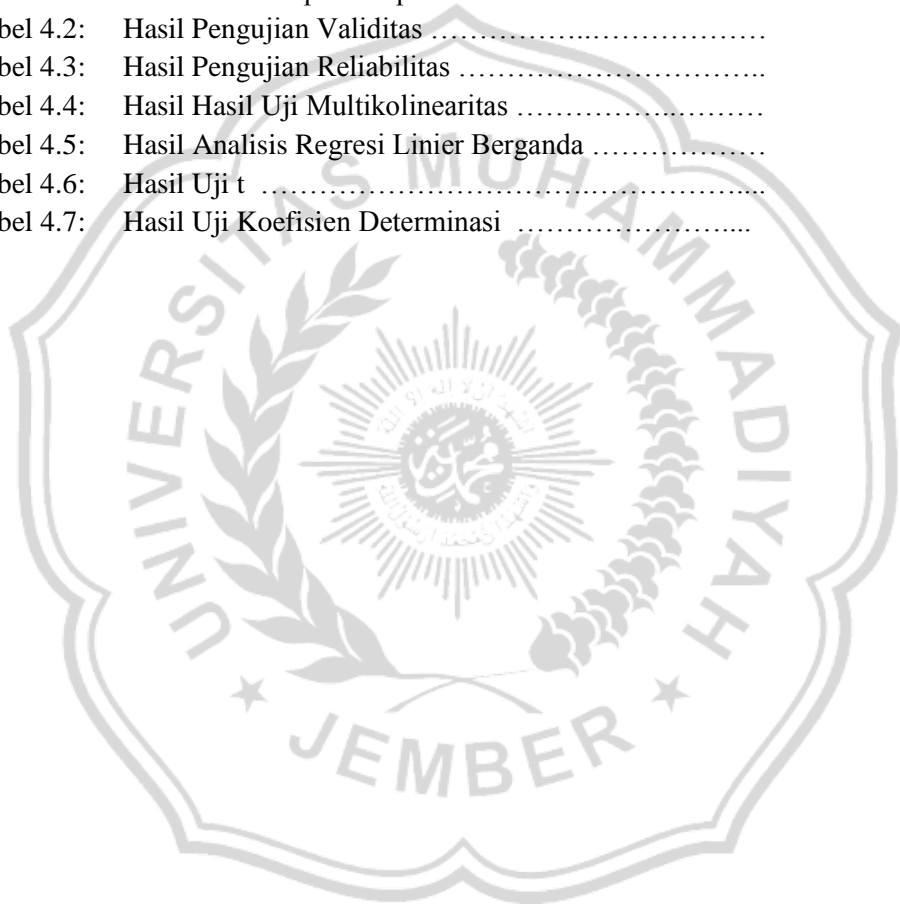 bel 4.2: Hasil Pengujian Validitas ……………...………………
bel 4.3: Hasil Pengujian Reliabilitas …………………………..
bel 4.4: Hasil Hasil Uji Multikolinearitas ……………..………
bel 4.5: Hasil Analisis Regresi Linier Berganda ………………
bel 4.6: Hasil Uji t ……………………………….……………....
bel 4.7: Hasil Uji Koefisien Determinasi …………………....
UNIVERSITAS MUHAMMADIYAH
JEMBER